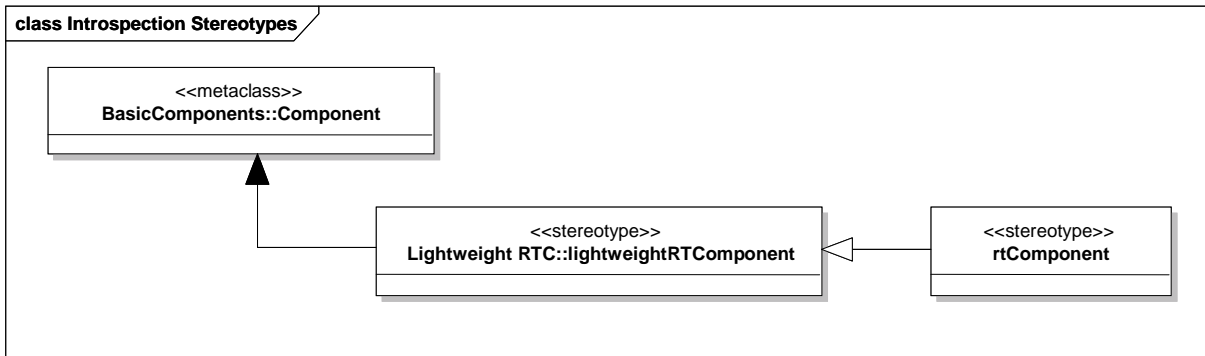 class Introspection Stereotypes
<<metaclass>>
BasicComponents::Component
<<stereotype>>
Lightweight RTC::lightweightRTComponent
<<stereotype>>
rtComponent